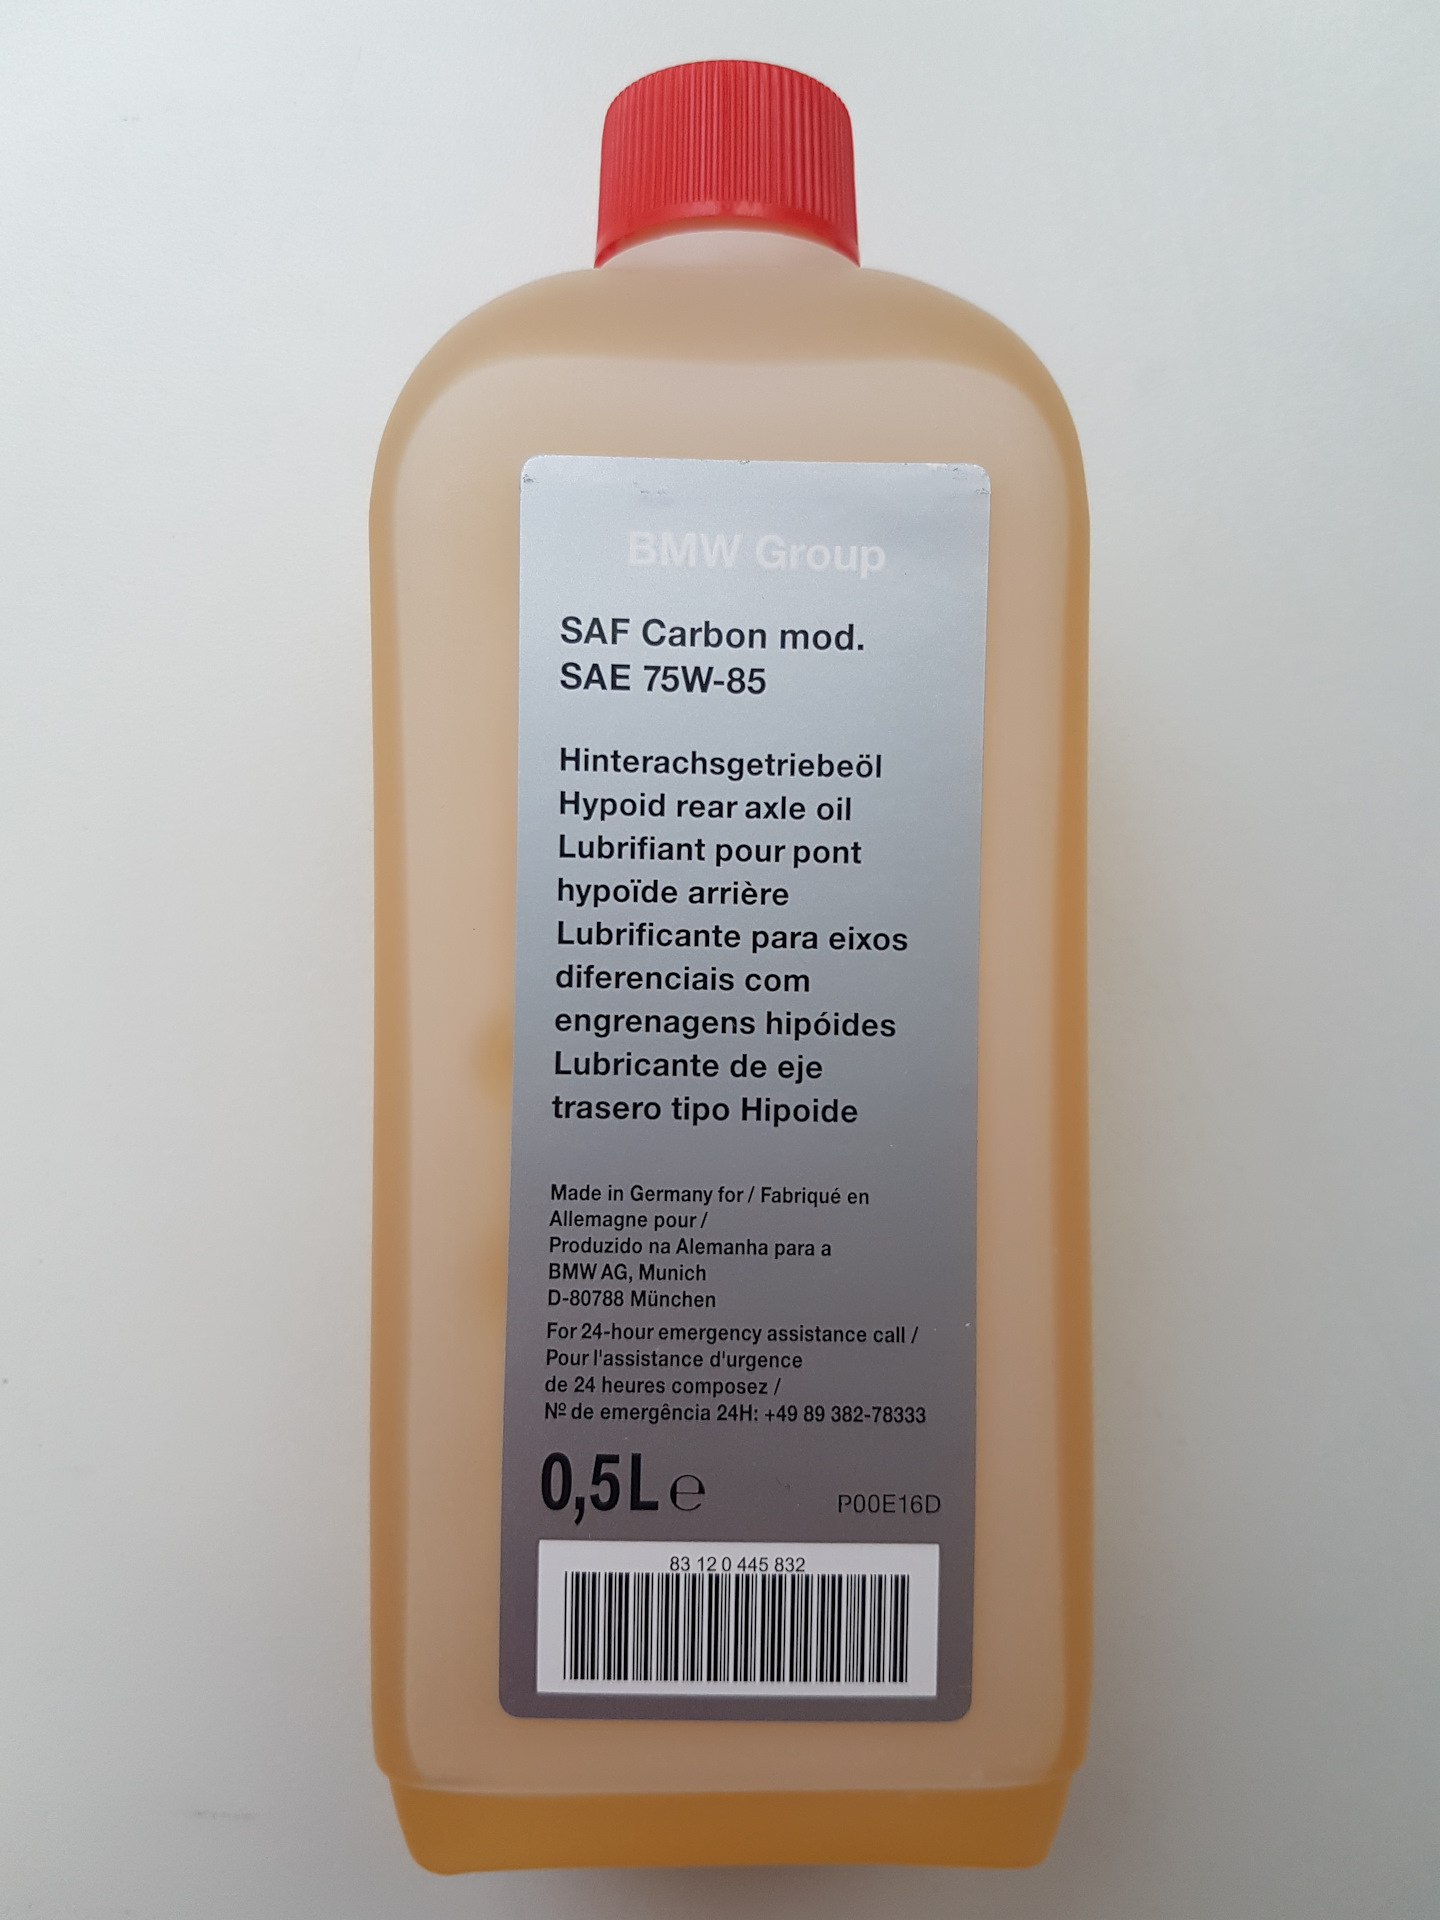 BMW Group
SAF Carbon mod.
SAE 75W-85
Hinterachsgetriebeöl
Hypoid rear axle oil
Lubrifiant pour pont
hypoïde arrière
Lubrificante para eixos
diferenciais com
engrenagens hipóides
Lubricante de eje
trasero tipo Hipoide
Made in Germany for / Fabriqué en
Allemagne pour /
Produzido na Alemanha para a
BMW AG, Munich
D-80788 München
For 24-hour emergency assistance call /
Pour l'assistance d'urgence
de 24 heures composez /
Nº de emergência 24H: +49 89 382-78333
0,5L ℮
P00E16D
83 12 0 445 832